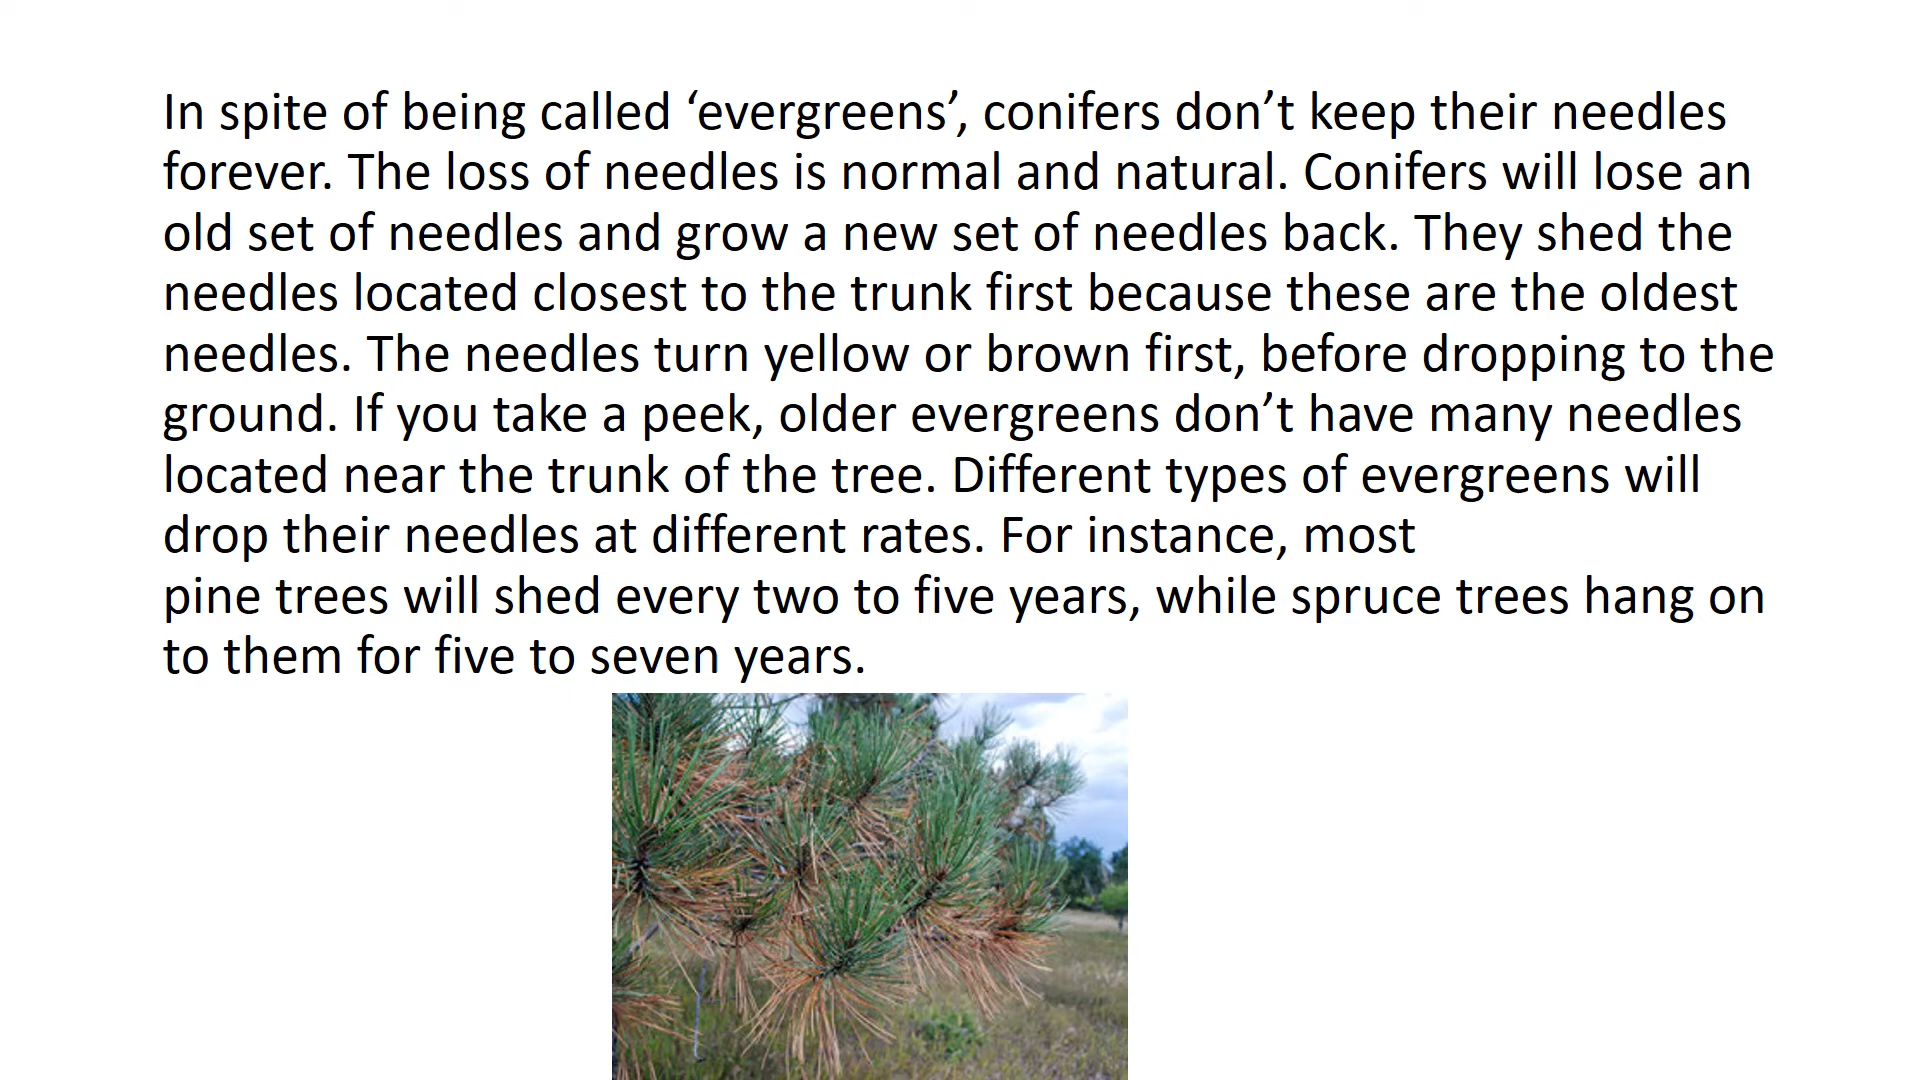 In spite of being called ‘evergreens’, conifers don’t keep their needles
forever. The loss of needles is normal and natural. Conifers will lose an
old set of needles and grow a new set of needles back. They shed the
needles located closest to the trunk first because these are the oldest
needles. The needles turn yellow or brown first, before dropping to the
ground. If you take a peek, older evergreens don’t have many needles
located near the trunk of the tree. Different types of evergreens will
drop their needles at different rates. For instance, most
pine trees will shed every two to five years, while spruce trees hang on
to them for five to seven years.